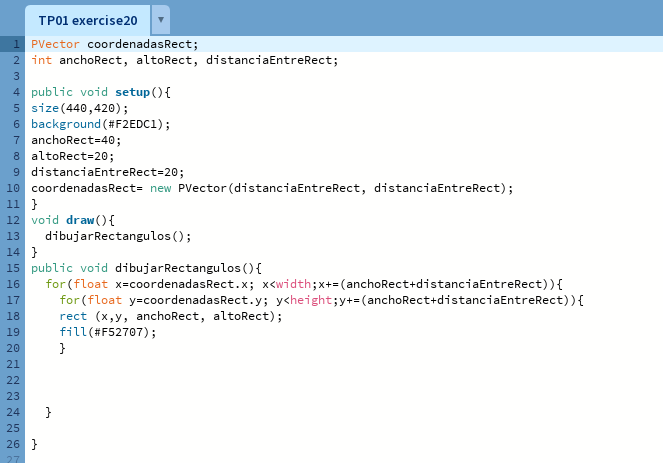 TP01 exercise20 ▼
1 PVector coordenadasRect;
2 int anchoRect, altoRect, distanciaEntreRect;
3
4 public void setup(){
5 size(440,420);
6 background(#F2EDC1);
7 anchoRect=40;
8 altoRect=20;
9 distanciaEntreRect=20;
10 coordenadasRect= new PVector(distanciaEntreRect, distanciaEntreRect);
11 }
12 void draw(){
13   dibujarRectangulos();
14 }
15 public void dibujarRectangulos(){
16   for(float x=coordenadasRect.x; x<width;x+=(anchoRect+distanciaEntreRect)){
17     for(float y=coordenadasRect.y; y<height;y+=(anchoRect+distanciaEntreRect)){
18     rect (x,y, anchoRect, altoRect);
19     fill(#F52707);
20     }
21
22
23
24   }
25
26 }
27